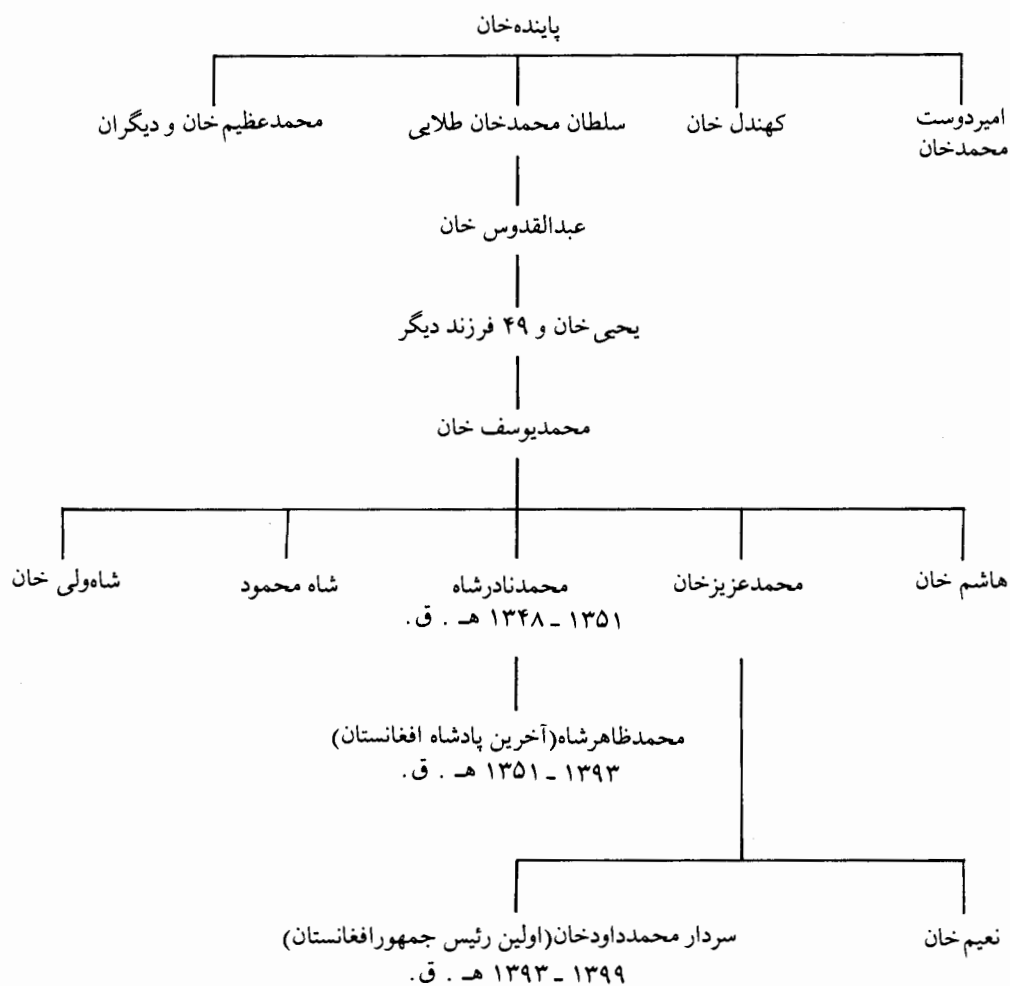 پاینده‌خان
امیردوست
محمدخان
کهندل خان
سلطان محمدخان طلایی
محمدعظیم‌خان و دیگران
عبدالقدوس خان
یحیی‌خان و ۴۹ فرزند دیگر
محمدیوسف خان
هاشم خان
محمدعزیزخان
محمدنادرشاه
۱۳۵۱ ـ ۱۳۴۸ هـ . ق .
شاه محمود
شاه‌ولی خان
محمدظاهرشاه(آخرین پادشاه افغانستان)
۱۳۹۳ ـ ۱۳۵۱ هـ . ق.
نعیم‌خان
سردار محمدداودخان(اولین رئیس جمهورافغانستان)
۱۳۹۹ ـ ۱۳۹۳ هـ . ق.